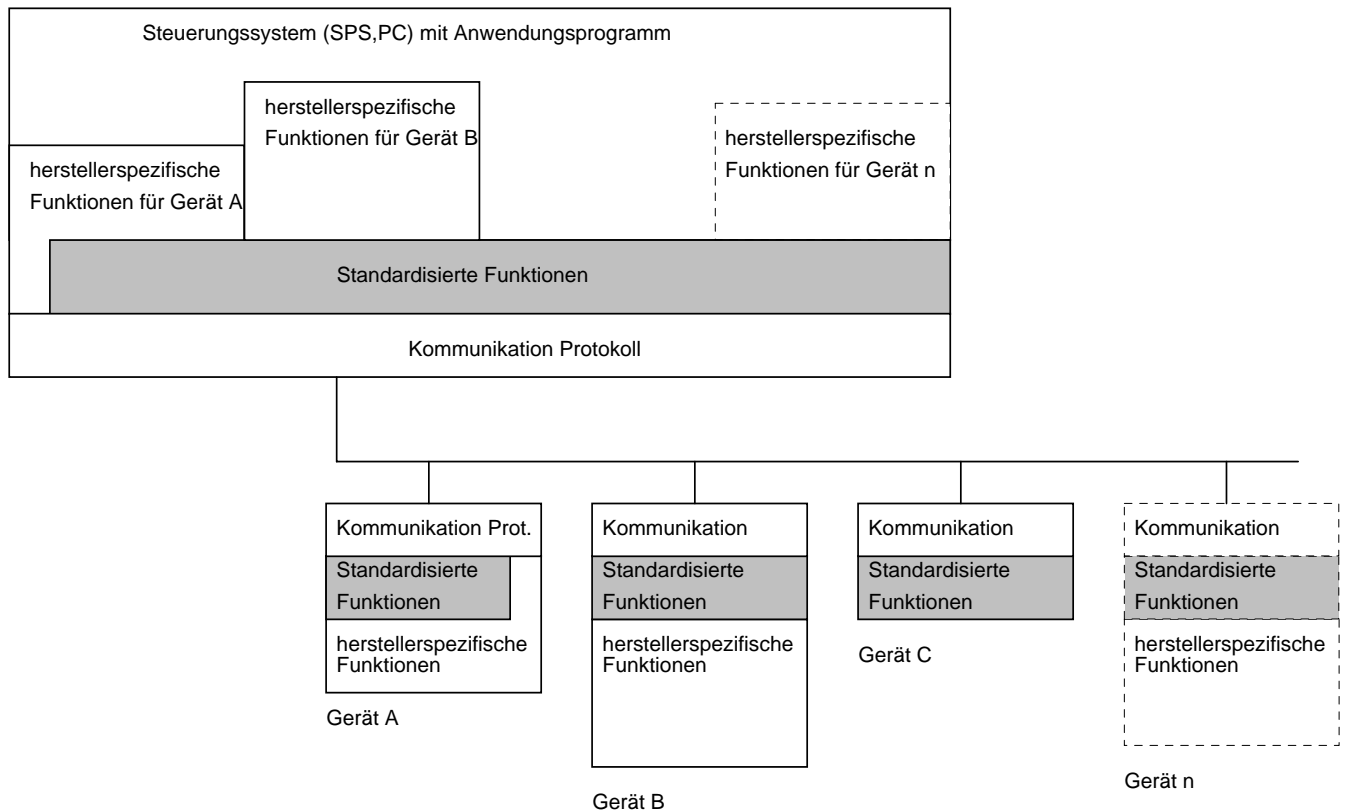 Steuerungssystem (SPS,PC) mit Anwendungsprogramm
herstellerspezifische
Funktionen für Gerät A
herstellerspezifische
Funktionen für Gerät B
herstellerspezifische
Funktionen für Gerät n
Standardisierte Funktionen
Kommunikation Protokoll
Kommunikation Prot.
Standardisierte
Funktionen
herstellerspezifische
Funktionen
Gerät A
Kommunikation
Standardisierte
Funktionen
herstellerspezifische
Funktionen
Gerät B
Kommunikation
Standardisierte
Funktionen
Gerät C
Kommunikation
Standardisierte
Funktionen
herstellerspezifische
Funktionen
Gerät n